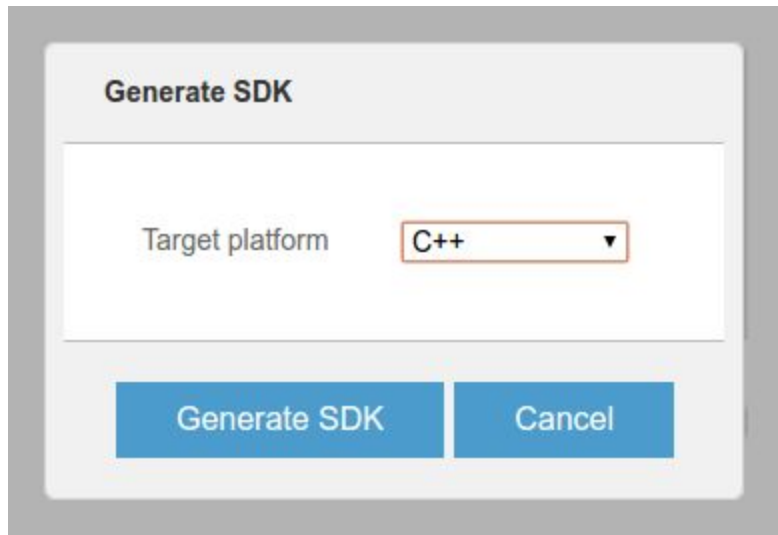 Generate SDK
Target platform C++
Generate SDK Cancel